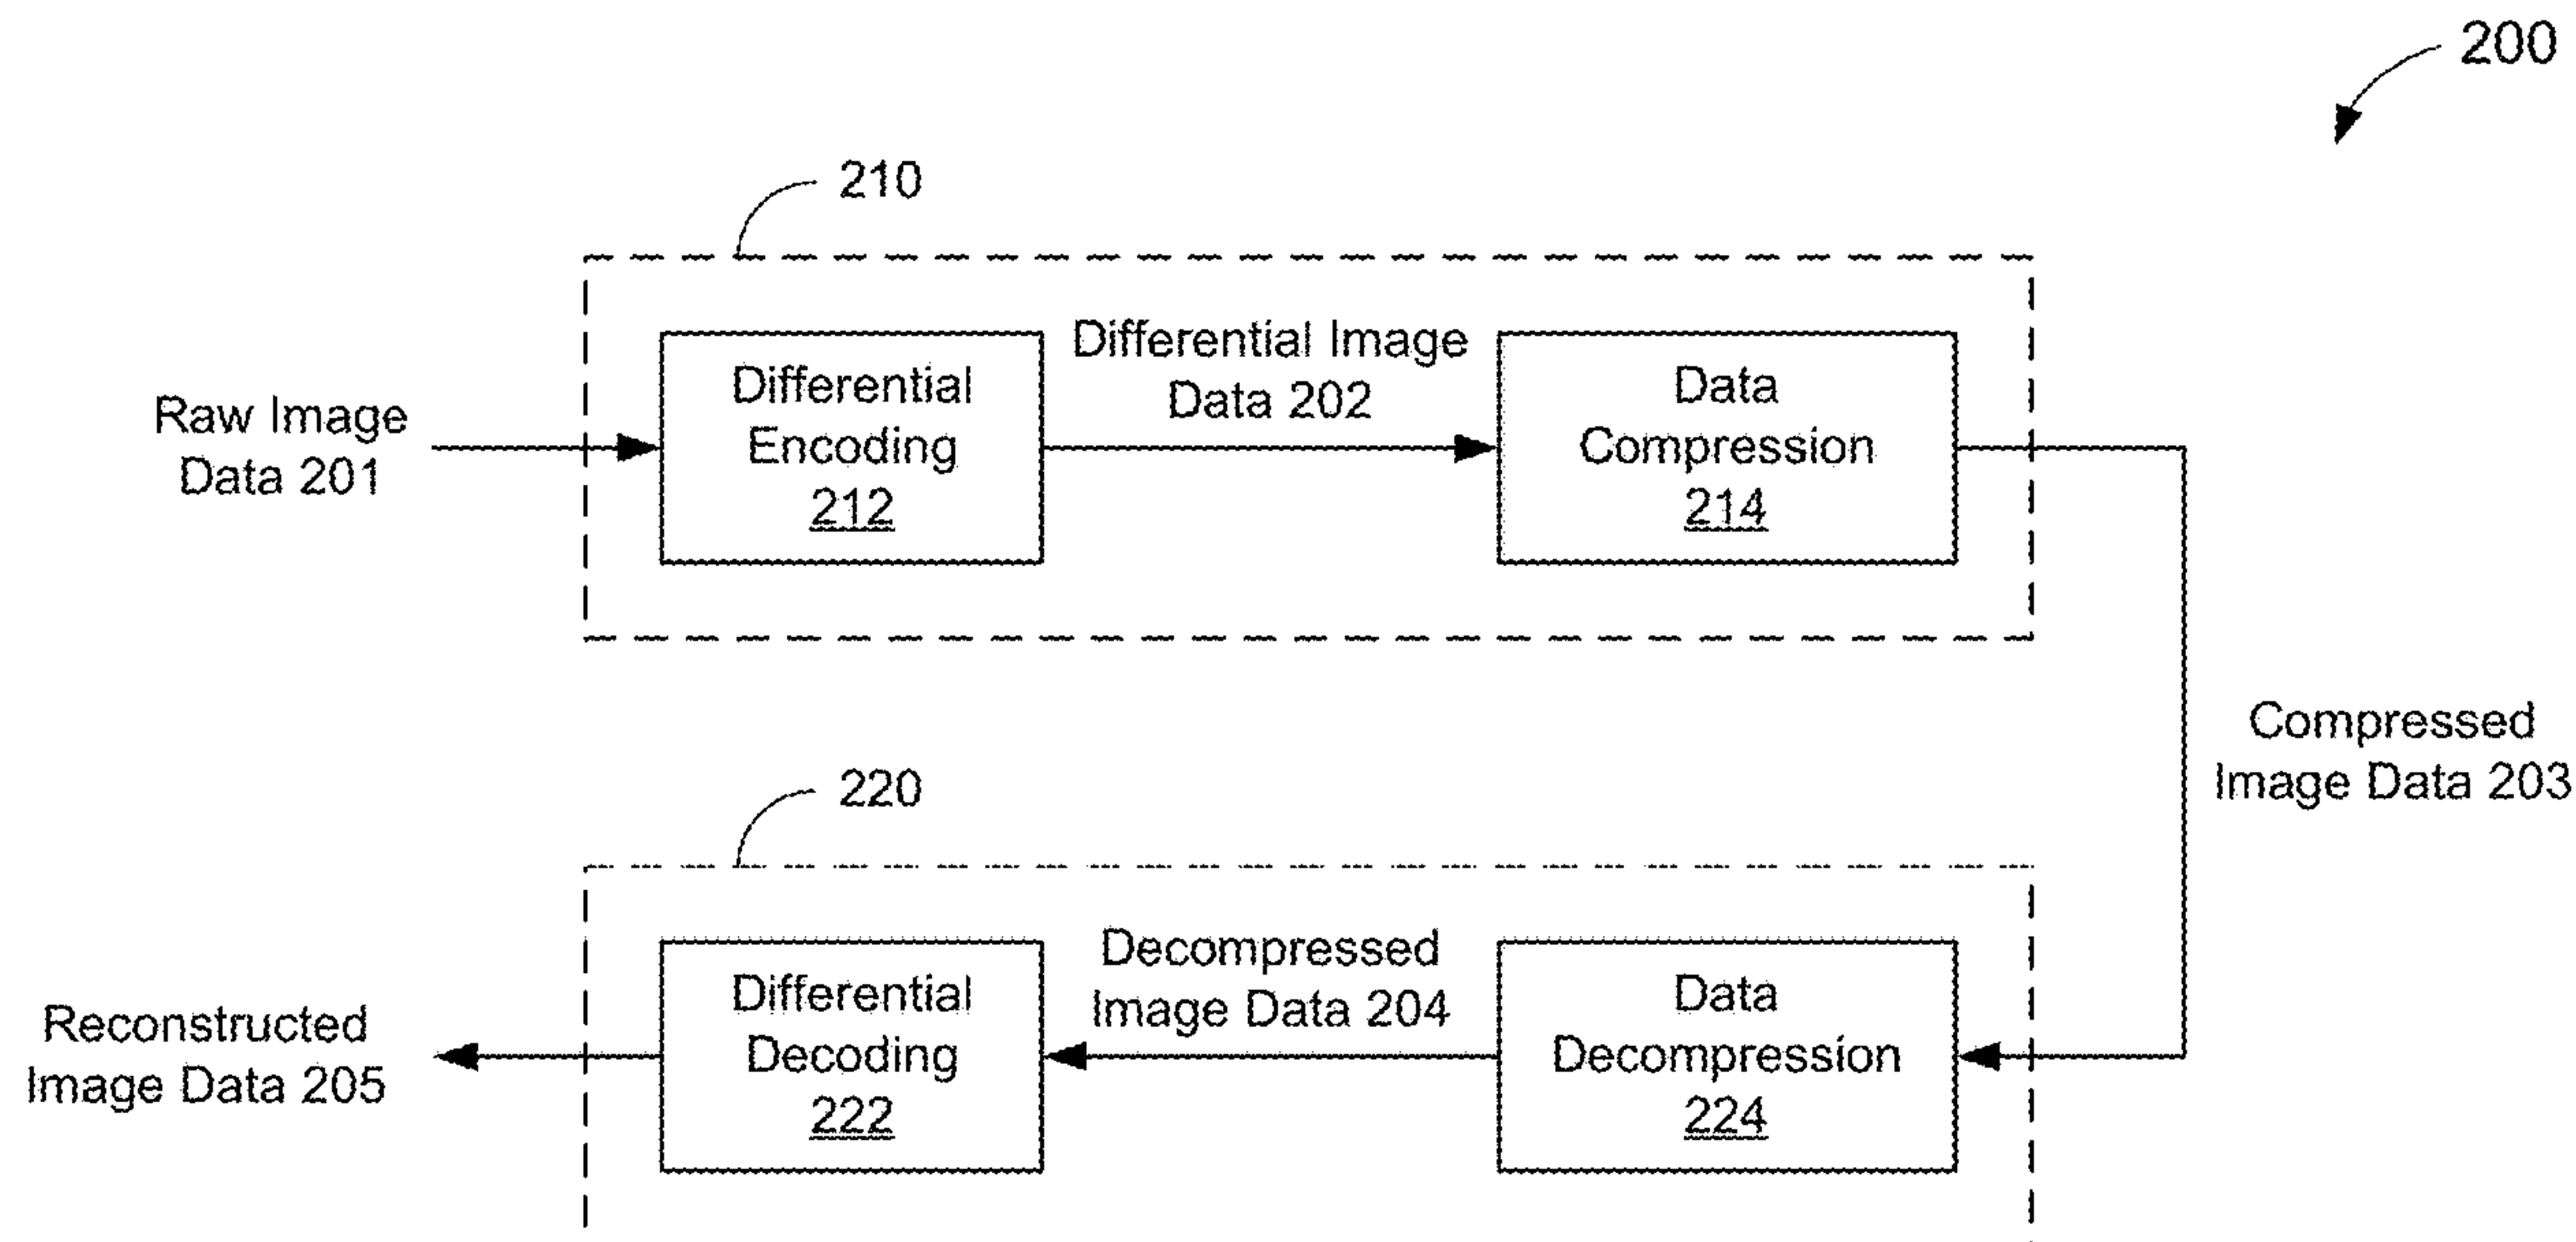 200
210
Raw Image
Data 201
Differential
Encoding
212
Differential Image
Data 202
Data
Compression
214
Compressed
Image Data 203
220
Reconstructed
Image Data 205
Differential
Decoding
222
Decompressed
Image Data 204
Data
Decompression
224